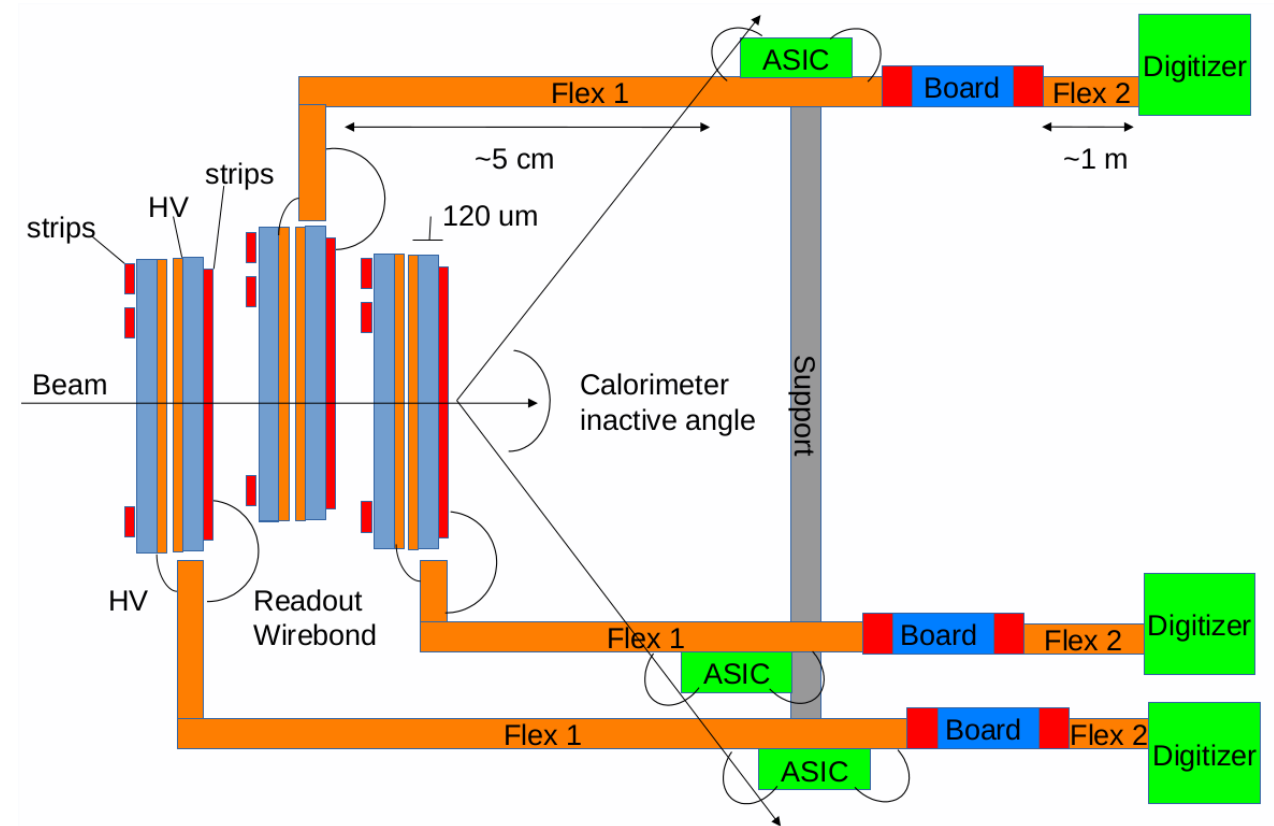 ASIC
Digitizer
Flex 1
Board
Flex 2
~5 cm
~1 m
strips
HV
strips
120 um
Beam
Calorimeter
inactive angle
Support
HV
Readout
Wirebond
Flex 1
Board
Flex 2
Digitizer
ASIC
Flex 1
Board
Flex 2
Digitizer
ASIC